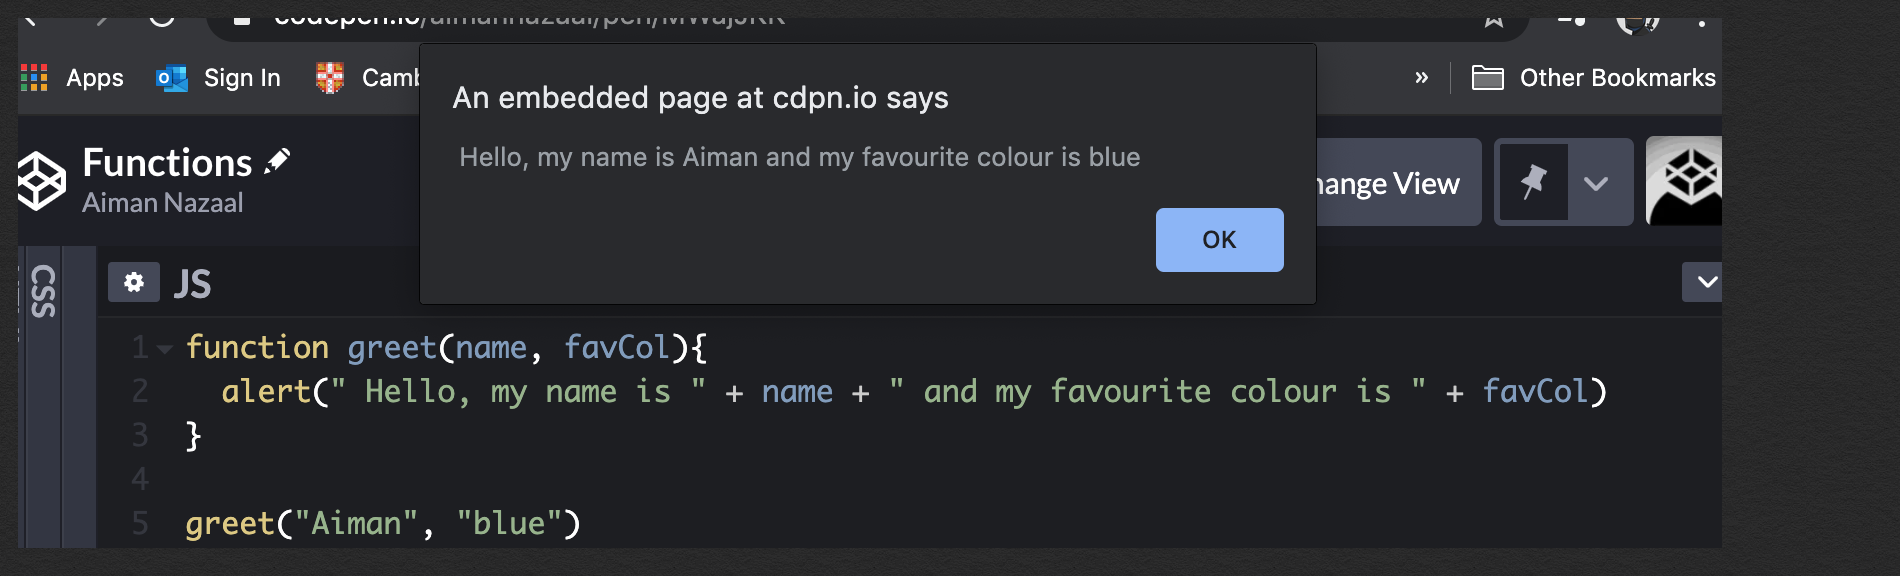 codepen.io/aimannazaal/pen/
Apps Sign In Camb » Other Bookmarks
An embedded page at cdpn.io says
Hello, my name is Aiman and my favourite colour is blue
OK
Functions
Aiman Nazaal
hange View
CSS
JS
1 function greet(name, favCol){
2 alert(" Hello, my name is " + name + " and my favourite colour is " + favCol)
3 }
4
5 greet("Aiman", "blue")